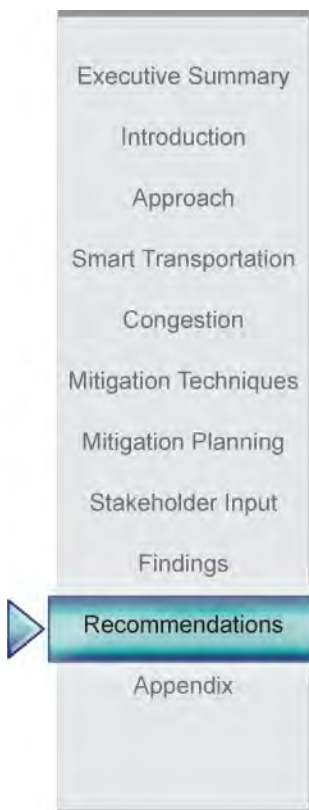 Executive Summary
Introduction
Approach
Smart Transportation
Congestion
Mitigation Techniques
Mitigation Planning
Stakeholder Input
Findings
Recommendations
Appendix